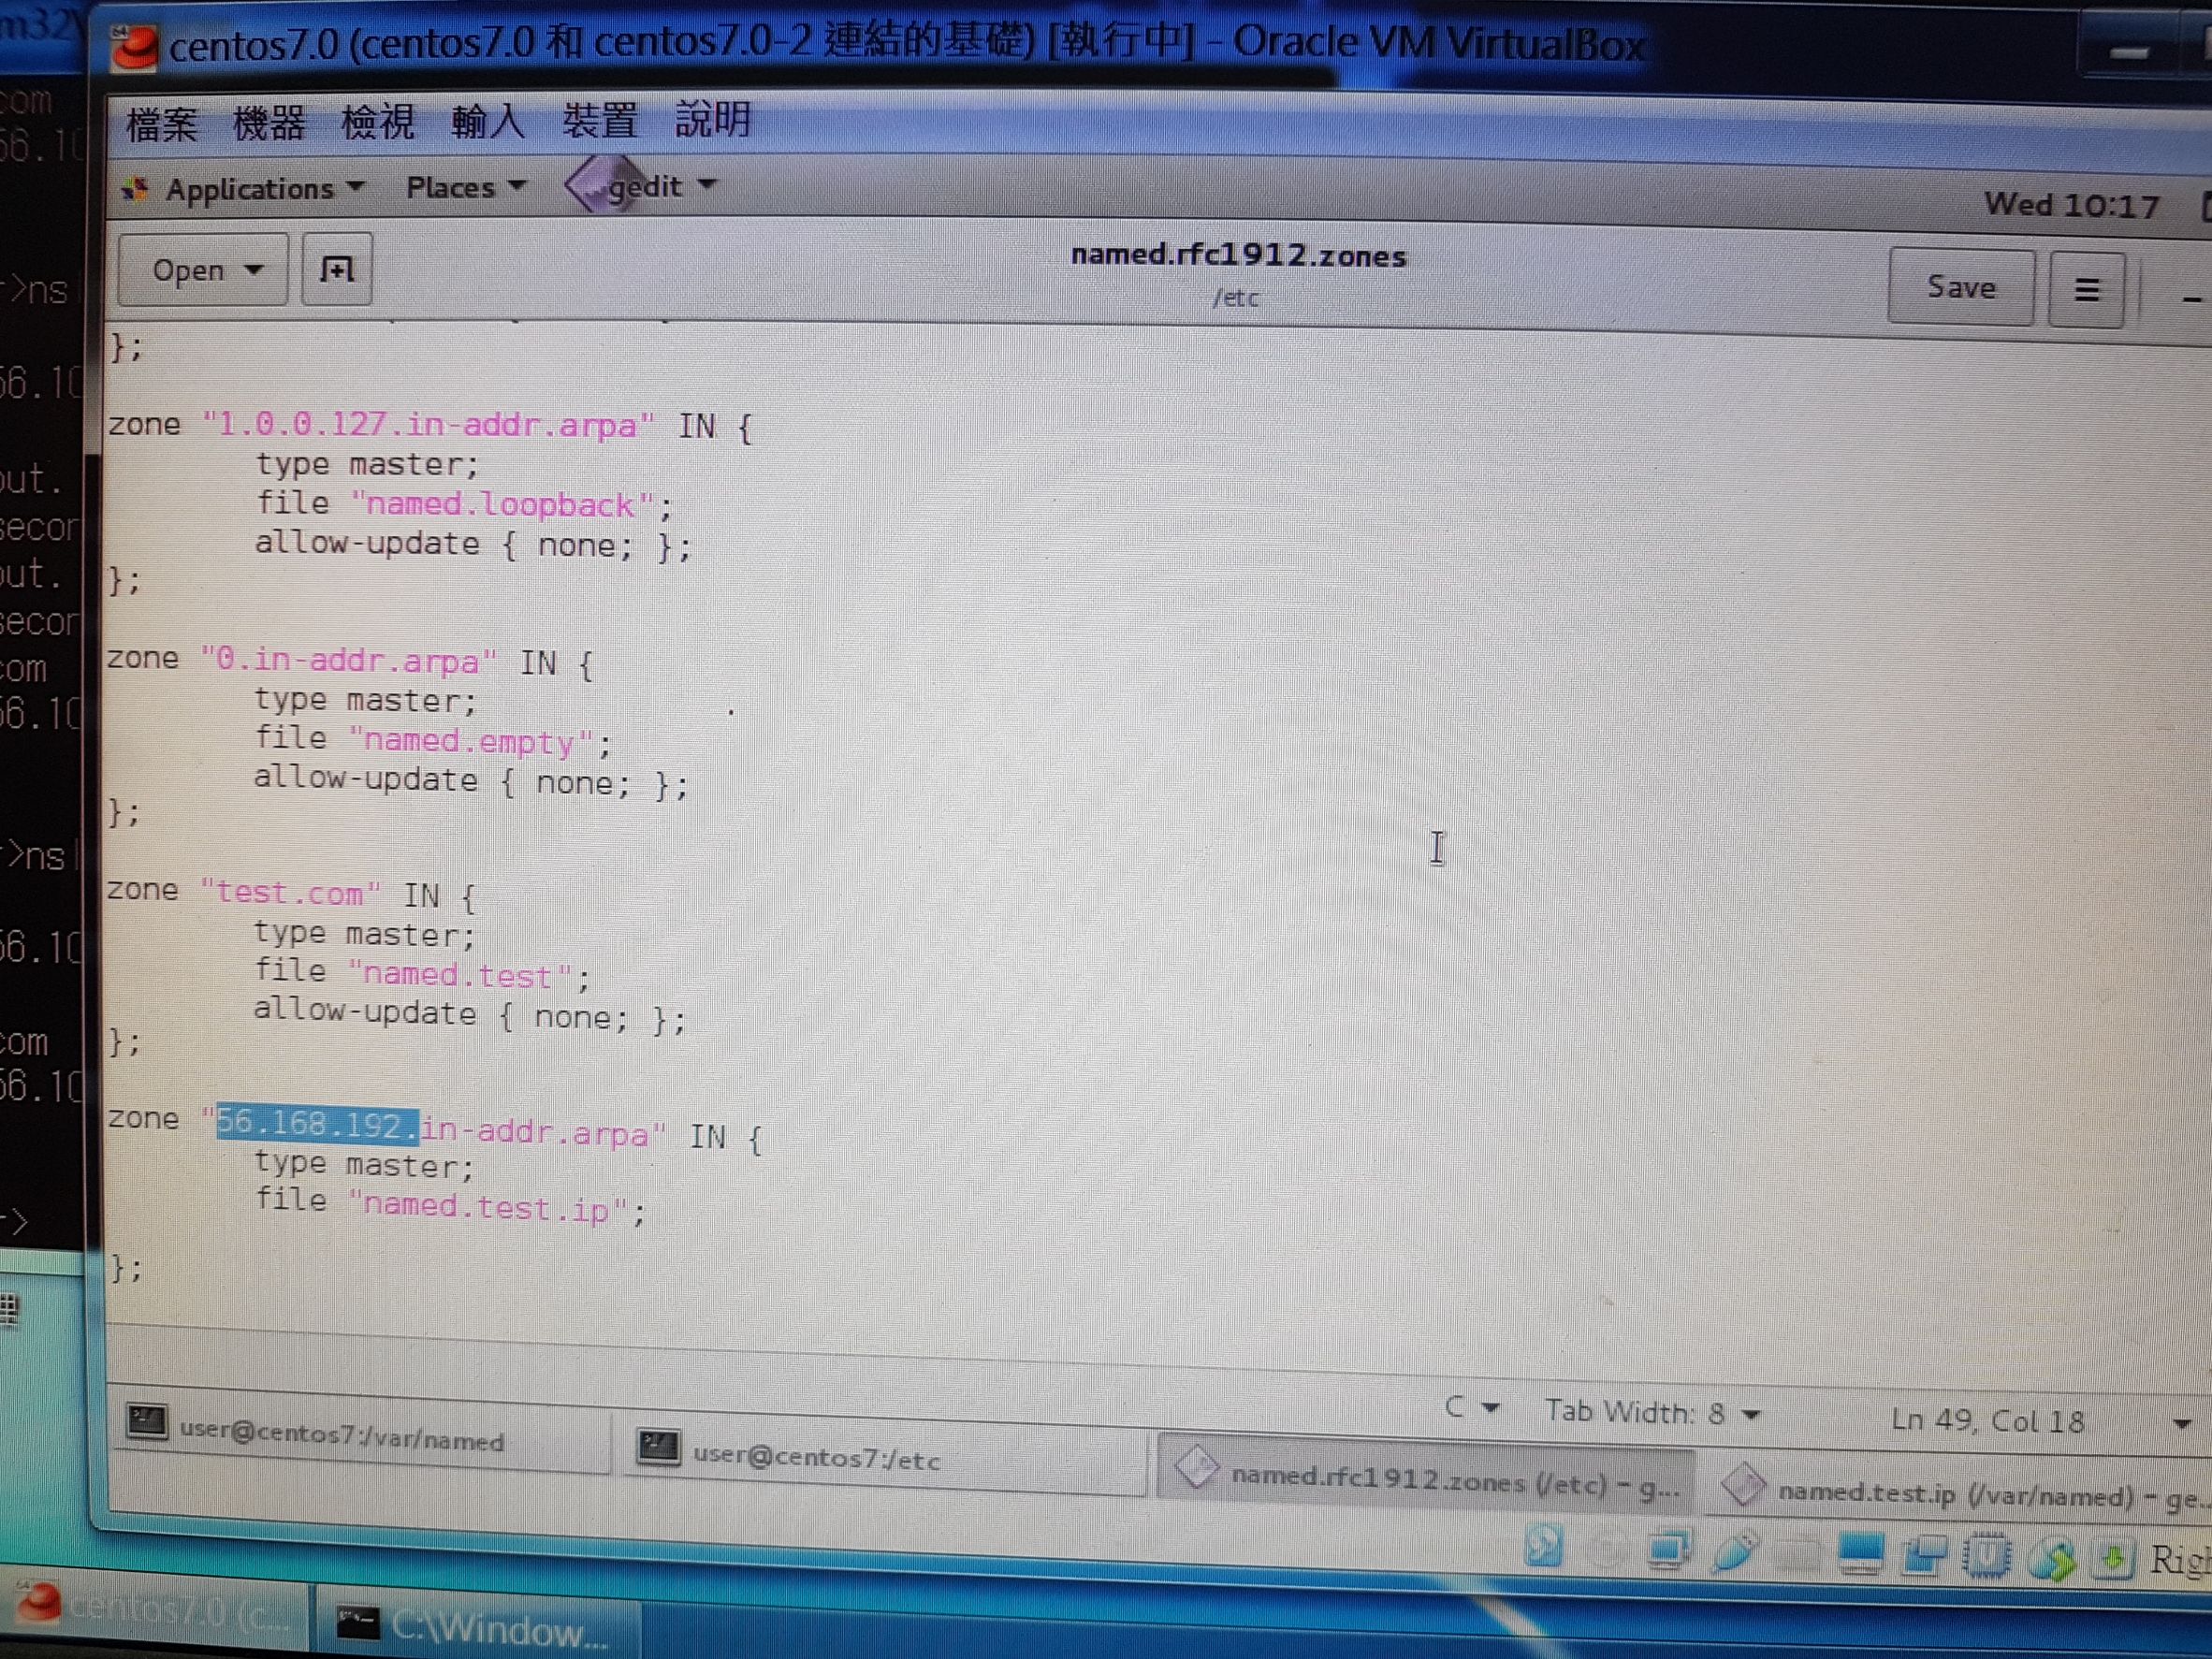 m32\
centos7.0 (centos7.0 和 centos7.0-2 連結的基礎) [執行中] - Oracle VM VirtualBox
檔案 機器 檢視 輸入 裝置 說明
Applications Places gedit Wed 10:17
Open named.rfc1912.zones Save
/etc
};
zone "1.0.0.127.in-addr.arpa" IN {
type master;
file "named.loopback";
allow-update { none; };
};
zone "0.in-addr.arpa" IN {
type master;
file "named.empty";
allow-update { none; };
};
zone "test.com" IN {
type master;
file "named.test";
allow-update { none; };
};
zone "56.168.192.in-addr.arpa" IN {
type master;
file "named.test.ip";
};
C Tab Width: 8 Ln 49, Col 18
user@centos7:/var/named user@centos7:/etc named.rfc1912.zones (/etc) - g... named.test.ip (/var/named) - ge...
com
56.10
>ns
56.10
out.
secor
out.
secor
com
56.10
>ns
56.10
com
56.10
>
Righ
centos7.0 (c... C:\Window...